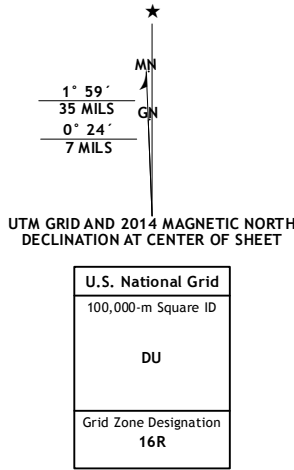 ★
MN
1° 59´
35 MILS
GN
0° 24´
7 MILS
UTM GRID AND 2014 MAGNETIC NORTH
DECLINATION AT CENTER OF SHEET
U.S. National Grid
100,000-m Square ID
DU
Grid Zone Designation
16R